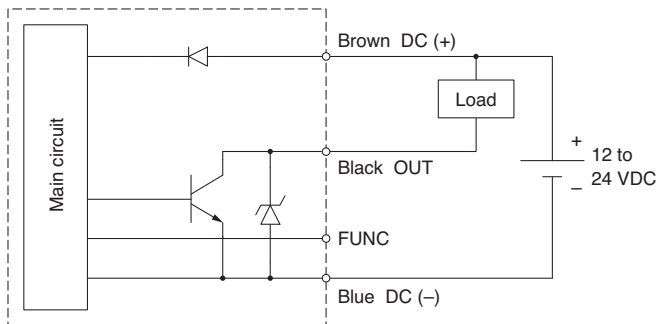 Brown DC (+)
Load
Main circuit
+
12 to
24 VDC
–
Black OUT
FUNC
Blue DC (–)